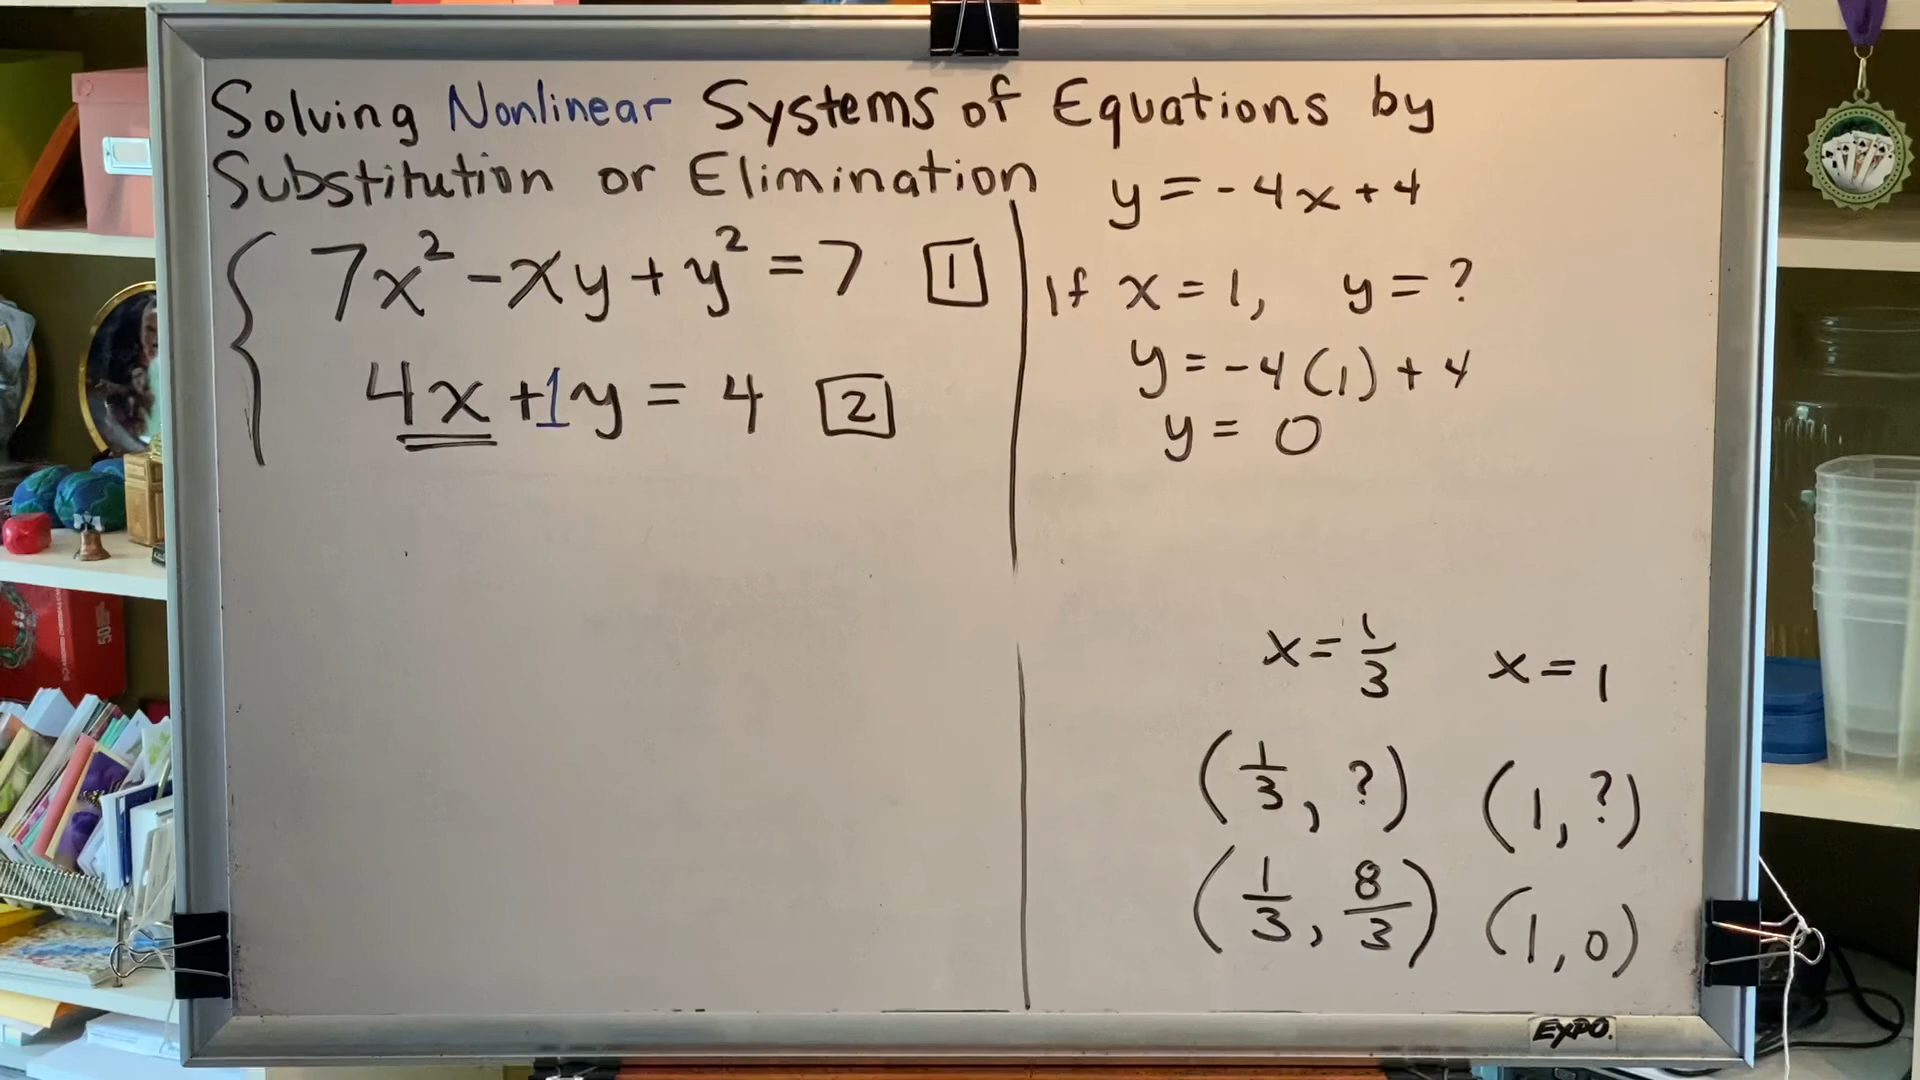 Solving Nonlinear Systems of Equations by
Substitution or Elimination
7x² - xy + y² = 7 [1]
4x + 1y = 4 [2]
y = -4x + 4
If x = 1, y = ?
y = -4(1) + 4
y = 0
x = 1/3 x = 1
(1/3, ?) (1, ?)
(1/3, 8/3) (1, 0)
EXPO.
50